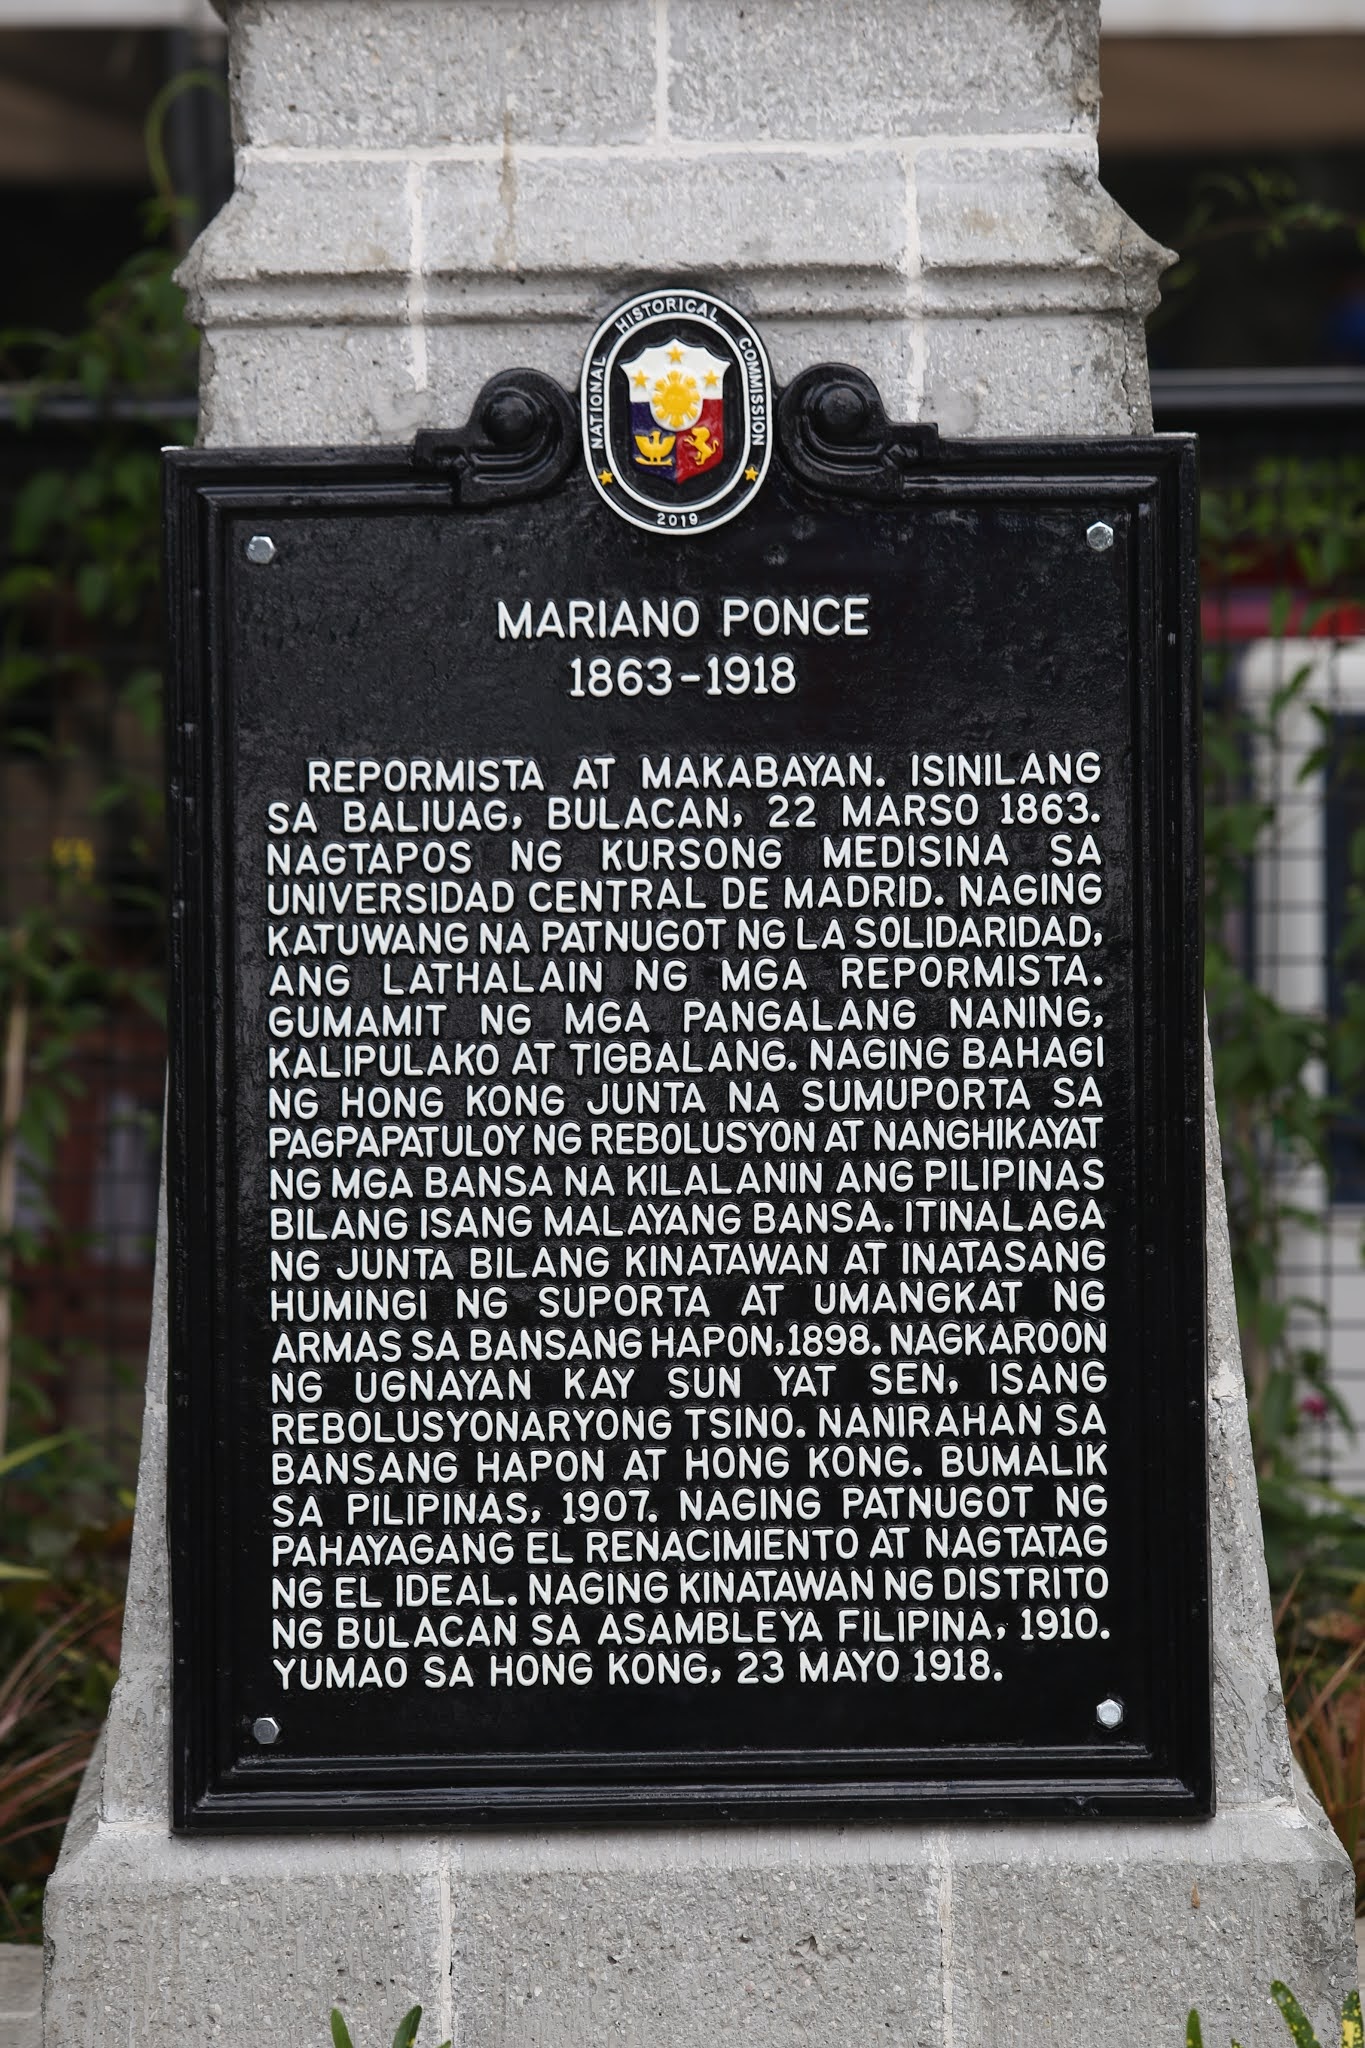 NATIONAL HISTORICAL COMMISSION
2019
MARIANO PONCE
1863-1918
REPORMISTA AT MAKABAYAN. ISINILANG
SA BALIUAG, BULACAN, 22 MARSO 1863.
NAGTAPOS NG KURSONG MEDISINA SA
UNIVERSIDAD CENTRAL DE MADRID. NAGING
KATUWANG NA PATNUGOT NG LA SOLIDARIDAD,
ANG LATHALAIN NG MGA REPORMISTA.
GUMAMIT NG MGA PANGALANG NANING,
KALIPULAKO AT TIGBALANG. NAGING BAHAGI
NG HONG KONG JUNTA NA SUMUPORTA SA
PAGPAPATULOY NG REBOLUSYON AT NANGHIKAYAT
NG MGA BANSA NA KILALANIN ANG PILIPINAS
BILANG ISANG MALAYANG BANSA. ITINALAGA
NG JUNTA BILANG KINATAWAN AT INATASANG
HUMINGI NG SUPORTA AT UMANGKAT NG
ARMAS SA BANSANG HAPON,1898. NAGKAROON
NG UGNAYAN KAY SUN YAT SEN, ISANG
REBOLUSYONARYONG TSINO. NANIRAHAN SA
BANSANG HAPON AT HONG KONG. BUMALIK
SA PILIPINAS, 1907. NAGING PATNUGOT NG
PAHAYAGANG EL RENACIMIENTO AT NAGTATAG
NG EL IDEAL. NAGING KINATAWAN NG DISTRITO
NG BULACAN SA ASAMBLEYA FILIPINA, 1910.
YUMAO SA HONG KONG, 23 MAYO 1918.